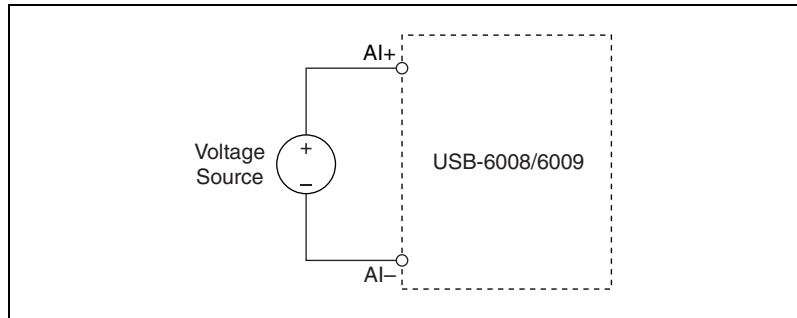 AI+
Voltage
Source
+
–
USB-6008/6009
AI–